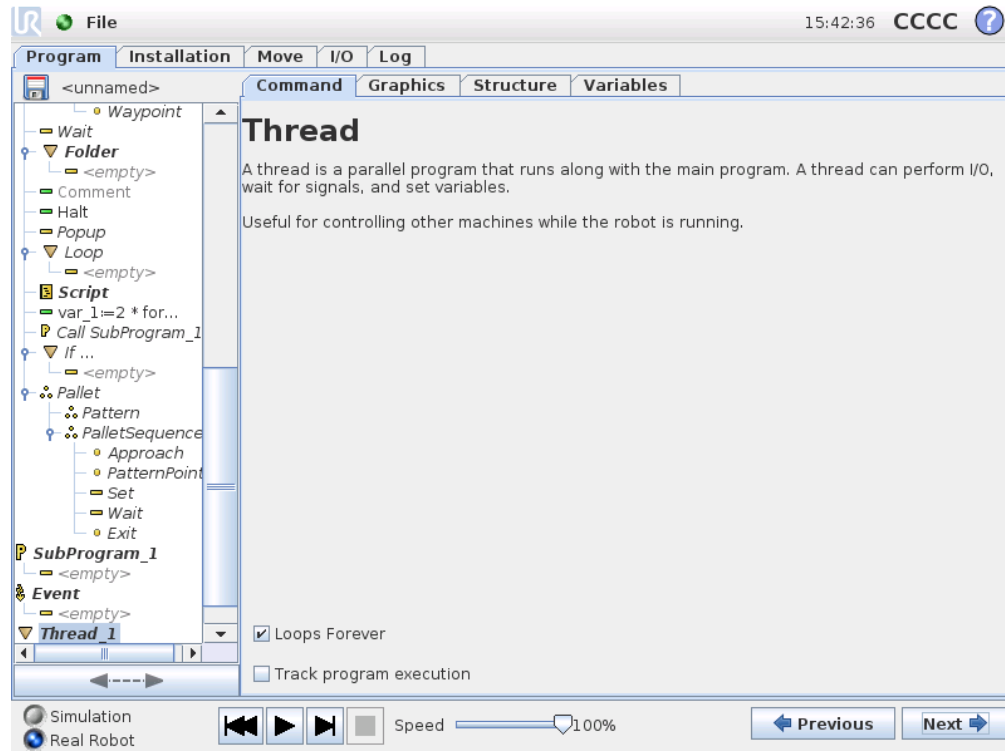 UR File 15:42:36 CCCC ?
Program Installation Move I/O Log
<unnamed>
Command Graphics Structure Variables
Waypoint
Wait
Folder
<empty>
Comment
Halt
Popup
Loop
<empty>
Script
var_1:=2 * for...
Call SubProgram_1
If ...
<empty>
Pallet
Pattern
PalletSequence
Approach
PatternPoint
Set
Wait
Exit
SubProgram_1
<empty>
Event
<empty>
Thread_1
Thread
A thread is a parallel program that runs along with the main program. A thread can perform I/O,
wait for signals, and set variables.
Useful for controlling other machines while the robot is running.
Loops Forever
Track program execution
Simulation
Real Robot
Speed 100%
Previous Next